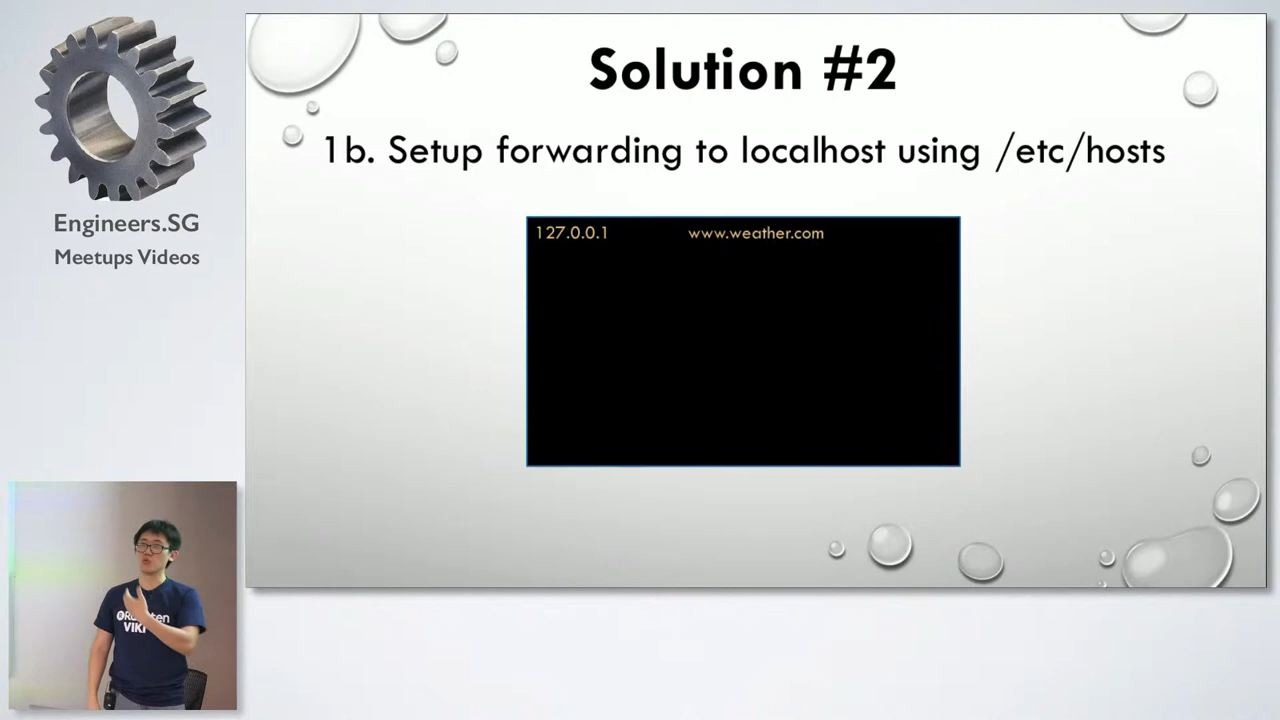 Engineers.SG
Meetups Videos
Solution #2
1b. Setup forwarding to localhost using /etc/hosts
127.0.0.1 www.weather.com
VIKI